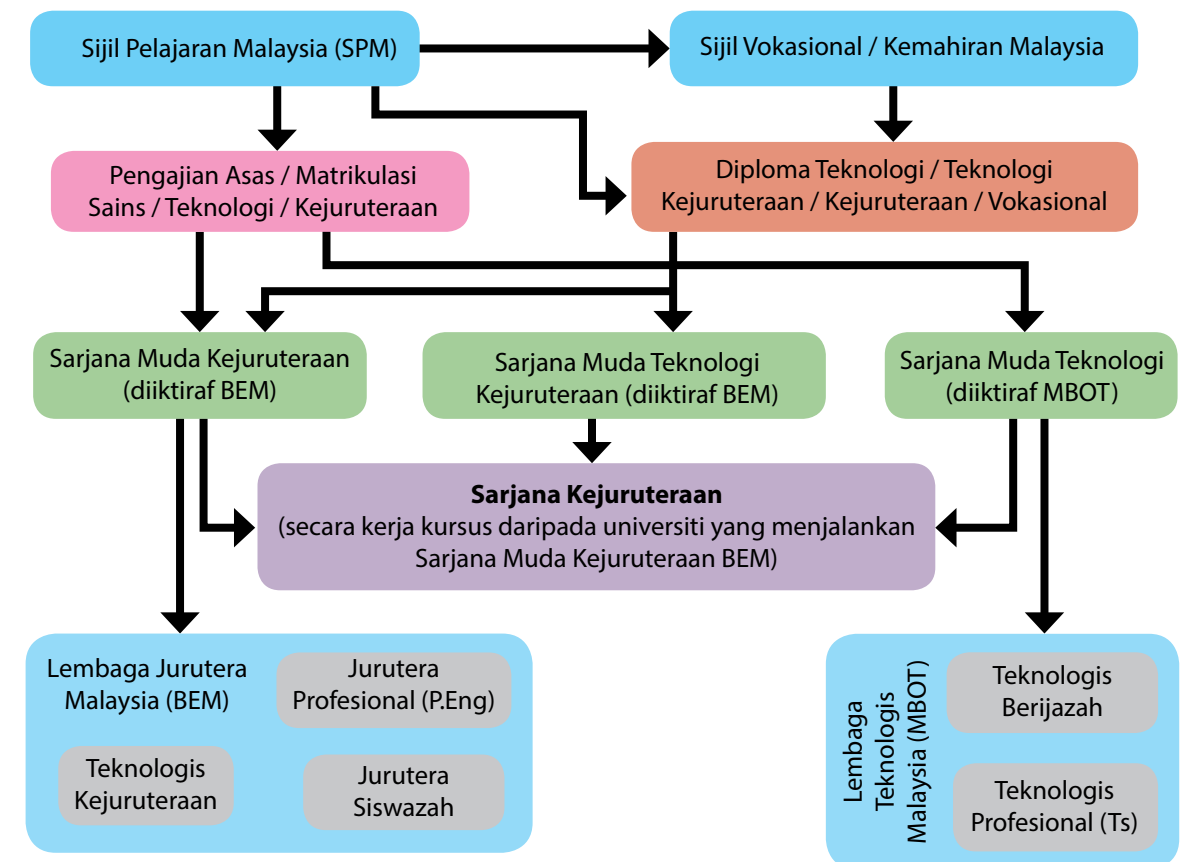 Sijil Pelajaran Malaysia (SPM)
Sijil Vokasional / Kemahiran Malaysia
Pengajian Asas / Matrikulasi
Sains / Teknologi / Kejuruteraan
Diploma Teknologi / Teknologi
Kejuruteraan / Kejuruteraan / Vokasional
Sarjana Muda Kejuruteraan
(diiktiraf BEM)
Sarjana Muda Teknologi
Kejuruteraan (diiktiraf BEM)
Sarjana Muda Teknologi
(diiktiraf MBOT)
Sarjana Kejuruteraan
(secara kerja kursus daripada universiti yang menjalankan
Sarjana Muda Kejuruteraan BEM)
Lembaga Jurutera
Malaysia (BEM)
Jurutera
Profesional (P.Eng)
Teknologis
Kejuruteraan
Jurutera
Siswazah
Lembaga
Teknologis
Malaysia (MBOT)
Teknologis
Berijazah
Teknologis
Profesional (Ts)